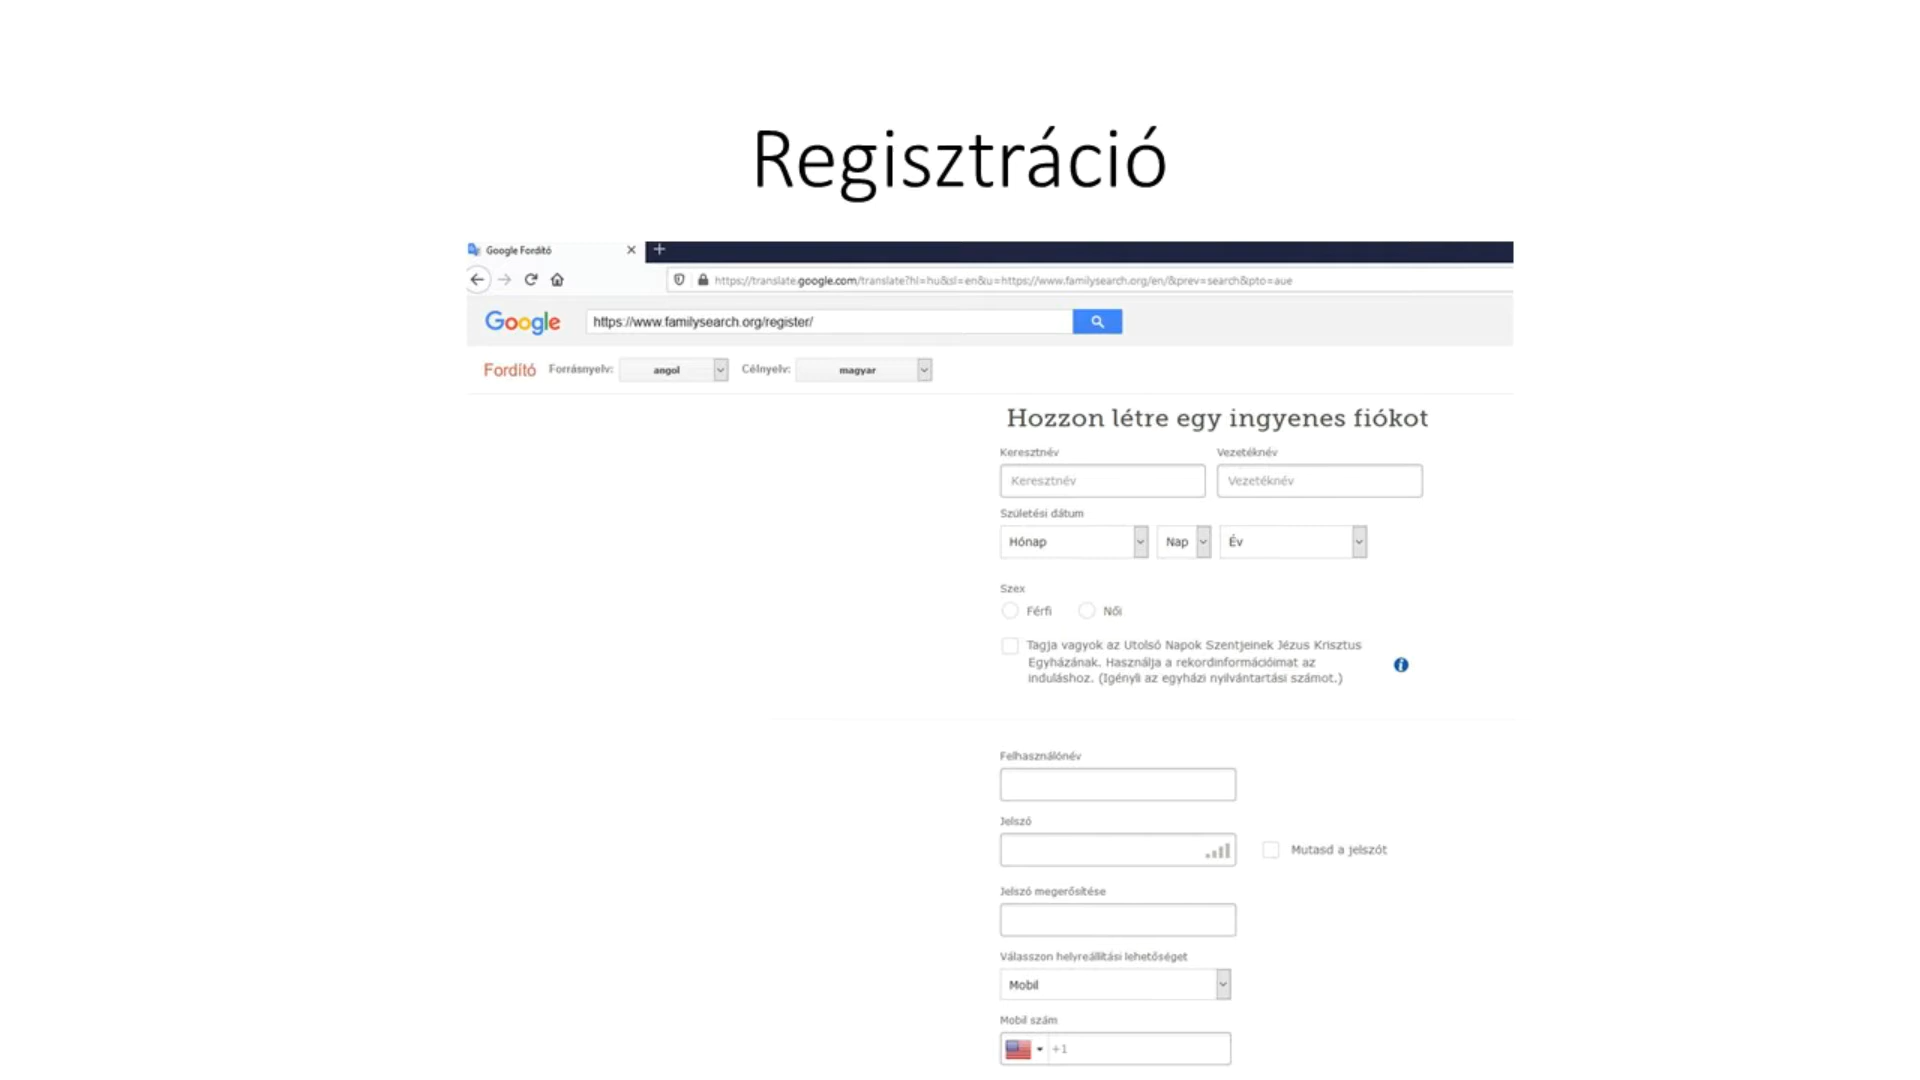 Regisztráció
Google Fordító
https://translate.google.com/translate?hl=hu&sl=en&u=https://www.familysearch.org/en/&prev=search&pto=aue
Google https://www.familysearch.org/register/
Fordító Forrásnyelv: angol Célnyelv: magyar
Hozzon létre egy ingyenes fiókot
Keresztnév Vezetéknév
Keresztnév Vezetéknév
Születési dátum
Hónap Nap Év
Szex
Férfi Női
Tagja vagyok az Utolsó Napok Szentjeinek Jézus Krisztus
Egyházának. Használja a rekordinformációimat az
induláshoz. (Igényli az egyházi nyilvántartási számot.)
Felhasználónév
Jelszó
Mutasd a jelszót
Jelszó megerősítése
Válasszon helyreállítási lehetőséget
Mobil
Mobil szám
+1